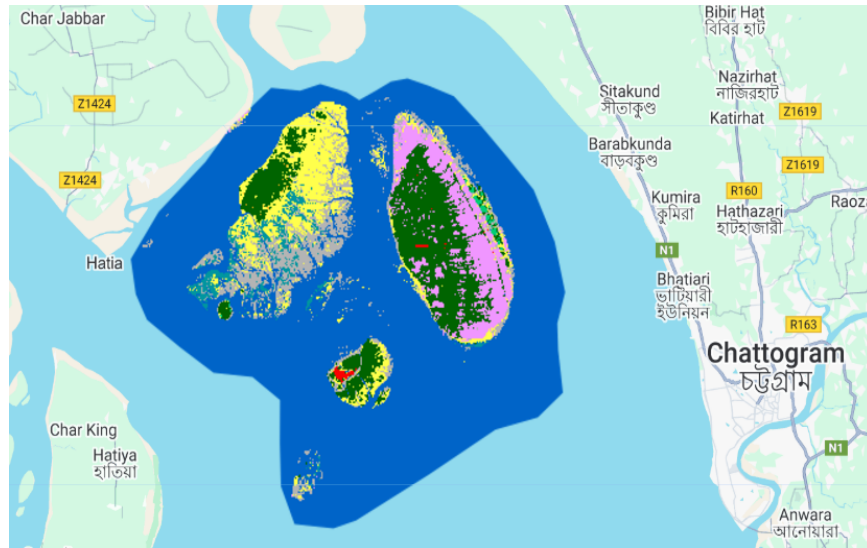 Char Jabbar
Bibir Hat
বিবির হাট
Z1424
Sitakund
সীতাকুণ্ড
Nazirhat
নাজিরহাট
Z1619
Katirhat
Barabkunda
বাড়বকুণ্ড
Z1424
Z1619
Kumira
কুমিরা
R160
Raoza
Hathazari
হাটহাজারী
Hatia
N1
Bhatiari
ভাটিয়ারী
ইউনিয়ন
R163
Chattogram
চট্টগ্রাম
Char King
Hatiya
হাতিয়া
N1
Anwara
আনোয়ারা